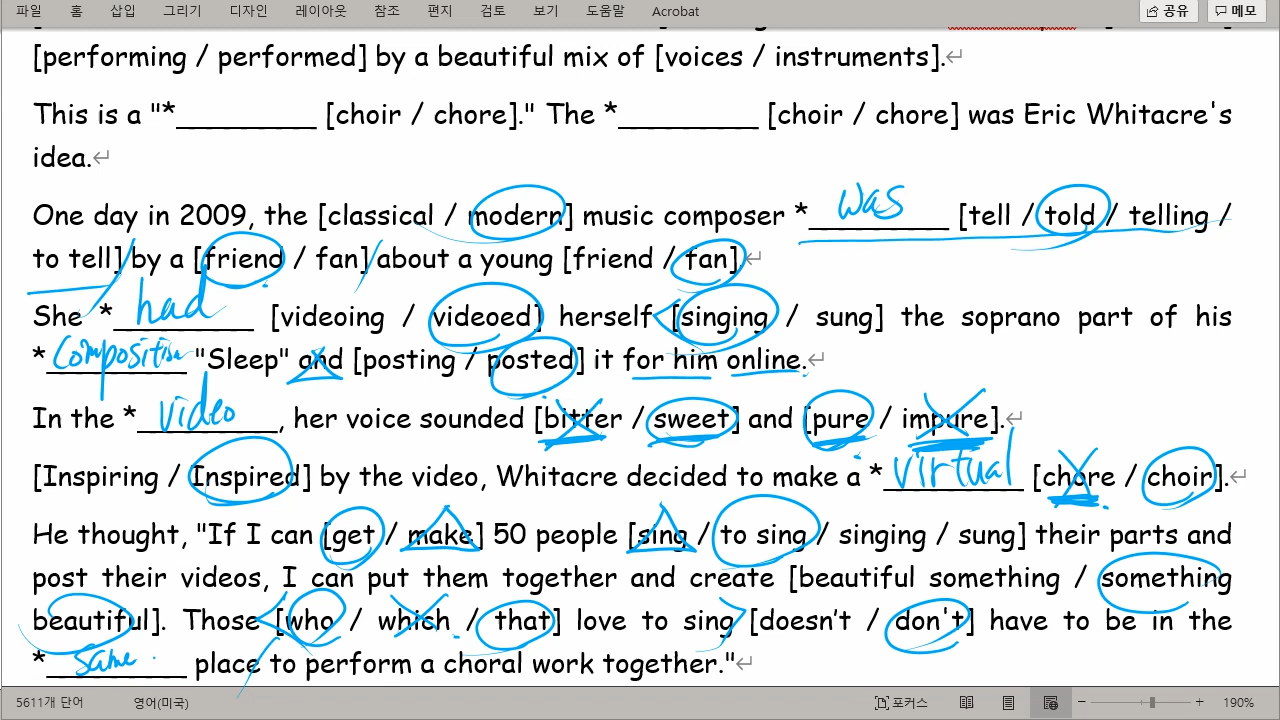 파일 홈 삽입 그리기 디자인 레이아웃 참조 편지 검토 보기 도움말 Acrobat 공유 메모
[performing / performed] by a beautiful mix of [voices / instruments].
This is a "*________ [choir / chore]." The *________ [choir / chore] was Eric Whitacre's
idea.
One day in 2009, the [classical / modern] music composer *was [tell / told / telling /
to tell] by a [friend / fan] about a young [friend / fan]
She *had [videoing / videoed] herself [singing / sung] the soprano part of his
*composition "Sleep" and [posting / posted] it for him online.
In the *video, her voice sounded [bitter / sweet] and [pure / impure].
[Inspiring / Inspired] by the video, Whitacre decided to make a *virtual [chore / choir].
He thought, "If I can [get / make] 50 people [sing / to sing / singing / sung] their parts and
post their videos, I can put them together and create [beautiful something / something
beautiful]. Those [who / which / that] love to sing [doesn't / don't] have to be in the
*same place to perform a choral work together."
5611개 단어 영어(미국) 포커스 190%